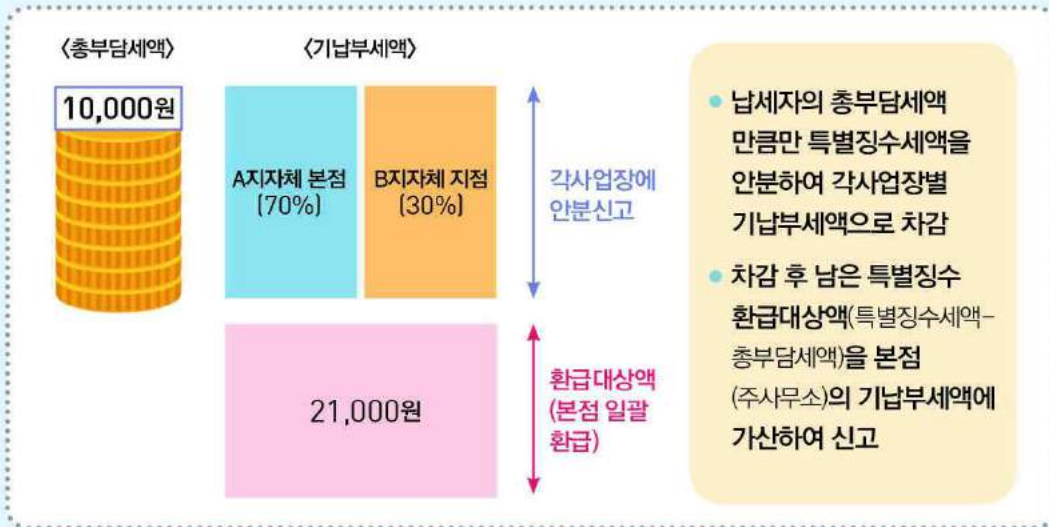 〈총부담세액〉
〈기납부세액〉
10,000원
A지자체 본점
(70%)
B지자체 지점
(30%)
각사업장에
안분신고
21,000원
환급대상액
(본점 일괄
환급)
• 납세자의 총부담세액
만큼만 특별징수세액을
안분하여 각사업장별
기납부세액으로 차감
• 차감 후 남은 특별징수
환급대상액(특별징수세액-
총부담세액)을 본점
(주사무소)의 기납부세액에
가산하여 신고